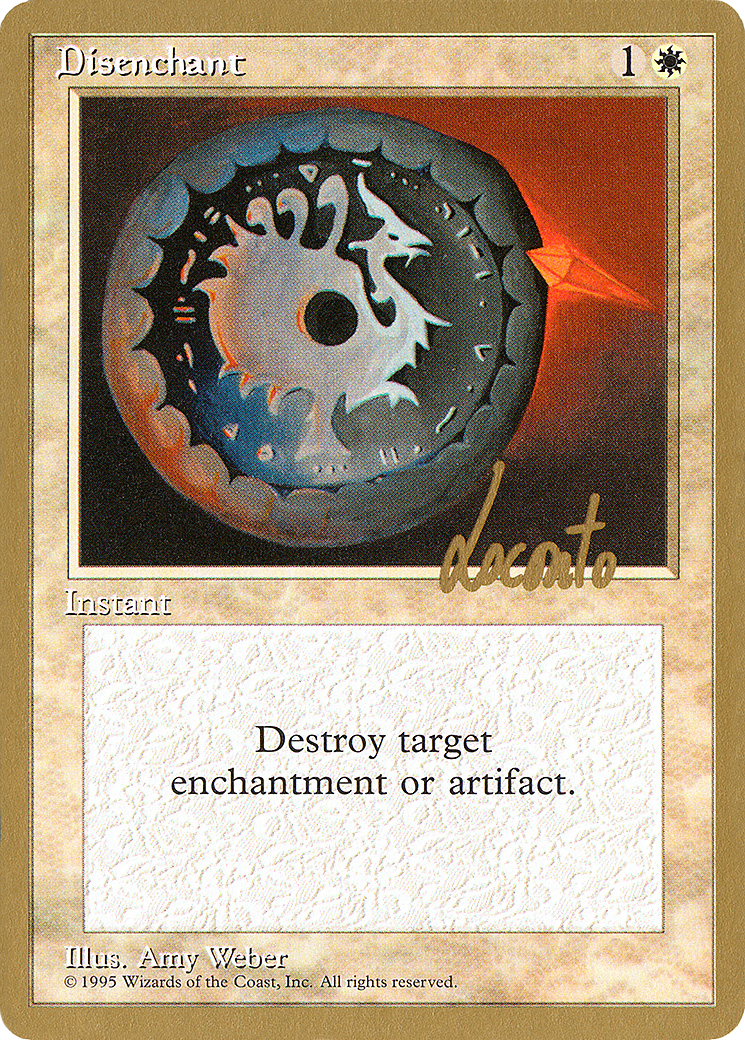 Disenchant 1
Loconto
Instant
Destroy target
enchantment or artifact.
Illus. Amy Weber
© 1995 Wizards of the Coast, Inc. All rights reserved.